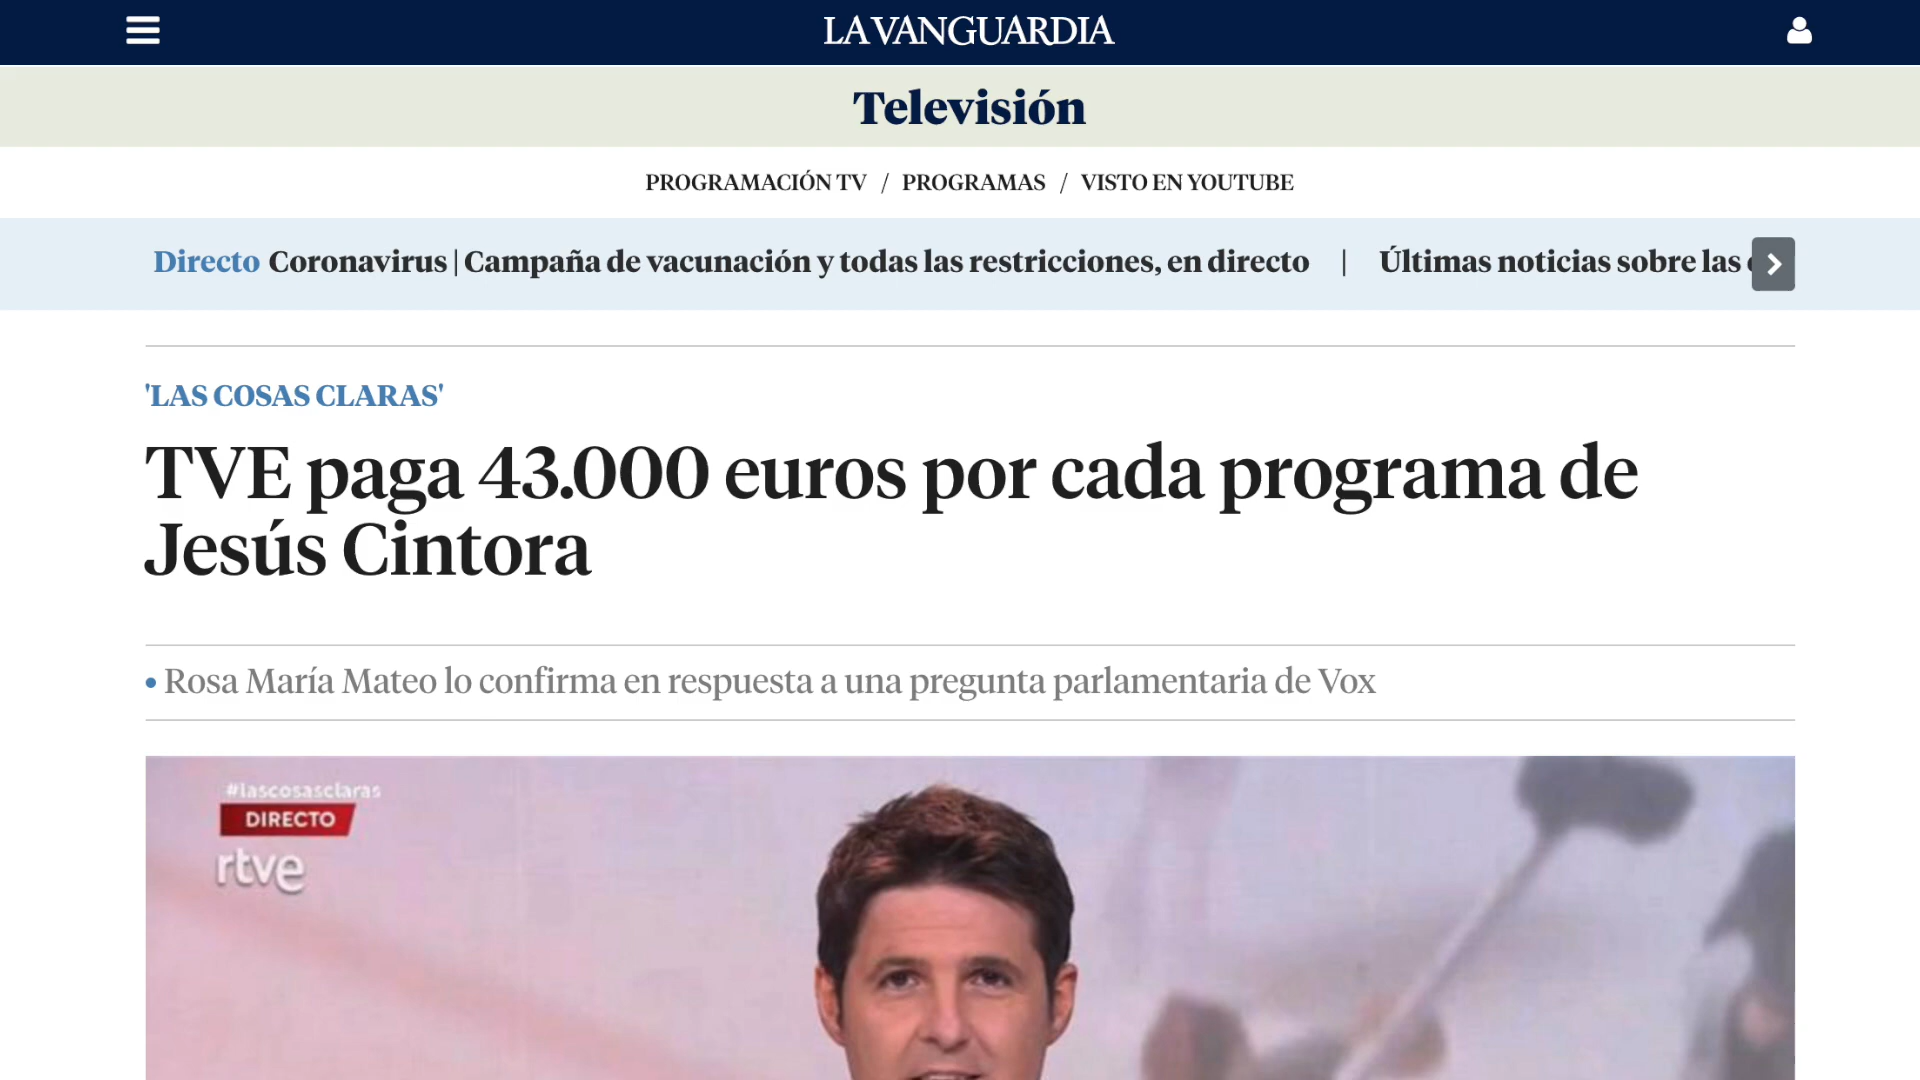 LA VANGUARDIA
Televisión
PROGRAMACIÓN TV / PROGRAMAS / VISTO EN YOUTUBE
Directo Coronavirus | Campaña de vacunación y todas las restricciones, en directo | Últimas noticias sobre las
'LAS COSAS CLARAS'
TVE paga 43.000 euros por cada programa de
Jesús Cintora
• Rosa María Mateo lo confirma en respuesta a una pregunta parlamentaria de Vox
#lascosasclaras
DIRECTO
rtve